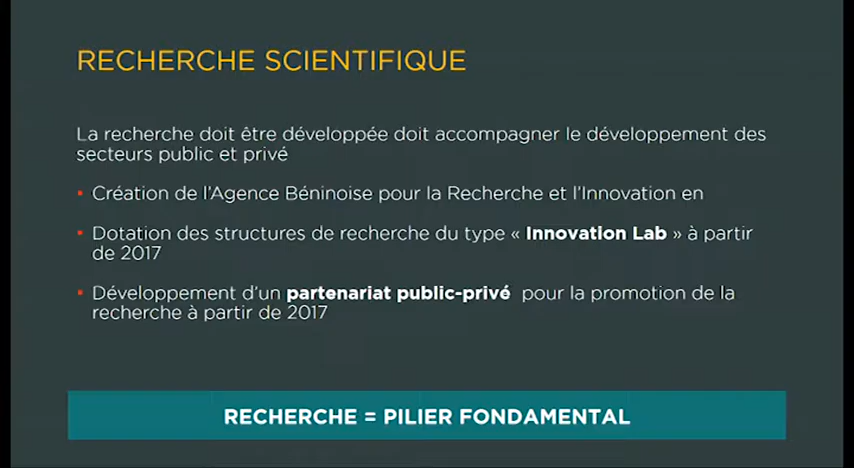 RECHERCHE SCIENTIFIQUE
La recherche doit être développée doit accompagner le développement des
secteurs public et privé
• Création de l'Agence Béninoise pour la Recherche et l'Innovation en
• Dotation des structures de recherche du type « Innovation Lab » à partir
de 2017
• Développement d'un partenariat public-privé pour la promotion de la
recherche à partir de 2017
RECHERCHE = PILIER FONDAMENTAL